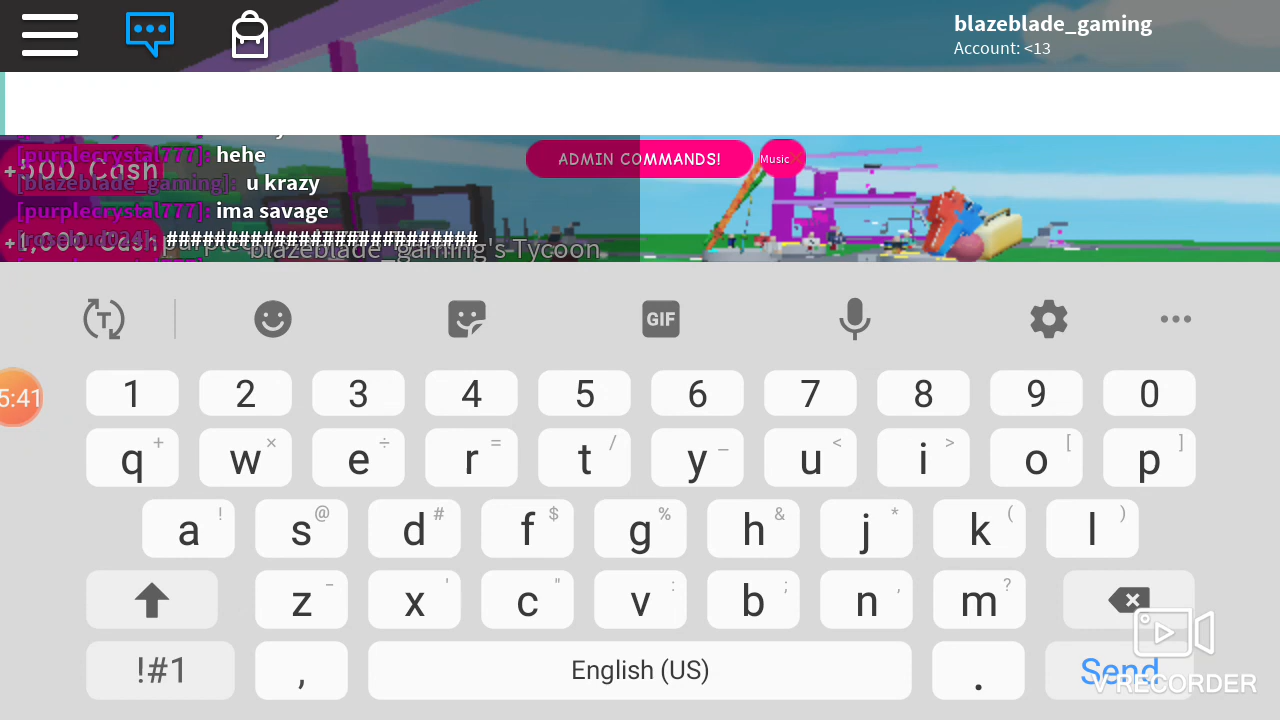 blazeblade_gaming
Account: <13
[purplecrystal777]: hehe
+500 Cash
ADMIN COMMANDS!
Music
[blazeblade_gaming]: u krazy
[purplecrystal777]: ima savage
+1,000 Cash
##########################
blazeblade_gaming's Tycoon
T
GIF
5:41
1 2 3 4 5 6 7 8 9 0
q + w × e ÷ r = t / y _ u < i > o [ p ]
a ! s @ d # f $ g % h & j * k ( l )
z - x ' c " v : b ; n , m ?
!#1 , English (US) . Send
V RECORDER